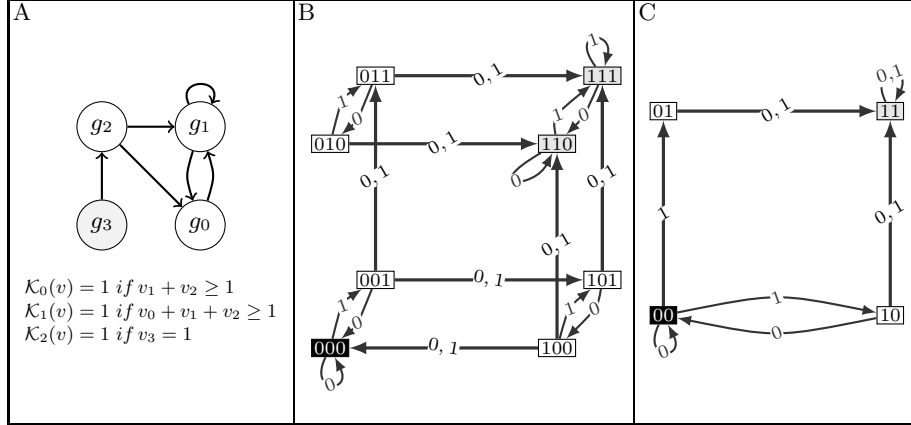 A
g₂ g₁
g₃ g₀
𝒦₀(v) = 1 if v₁ + v₂ ≥ 1
𝒦₁(v) = 1 if v₀ + v₁ + v₂ ≥ 1
𝒦₂(v) = 1 if v₃ = 1
B
1
011 0, 1 111
1 0 1 0
010 0, 1 110
0
0, 1 0, 1
0, 1
001 0, 1 101
1 0 1 0
000 0, 1 100
0
C
0,1
01 0, 1 11
1 0, 1
1
00 10
0
0